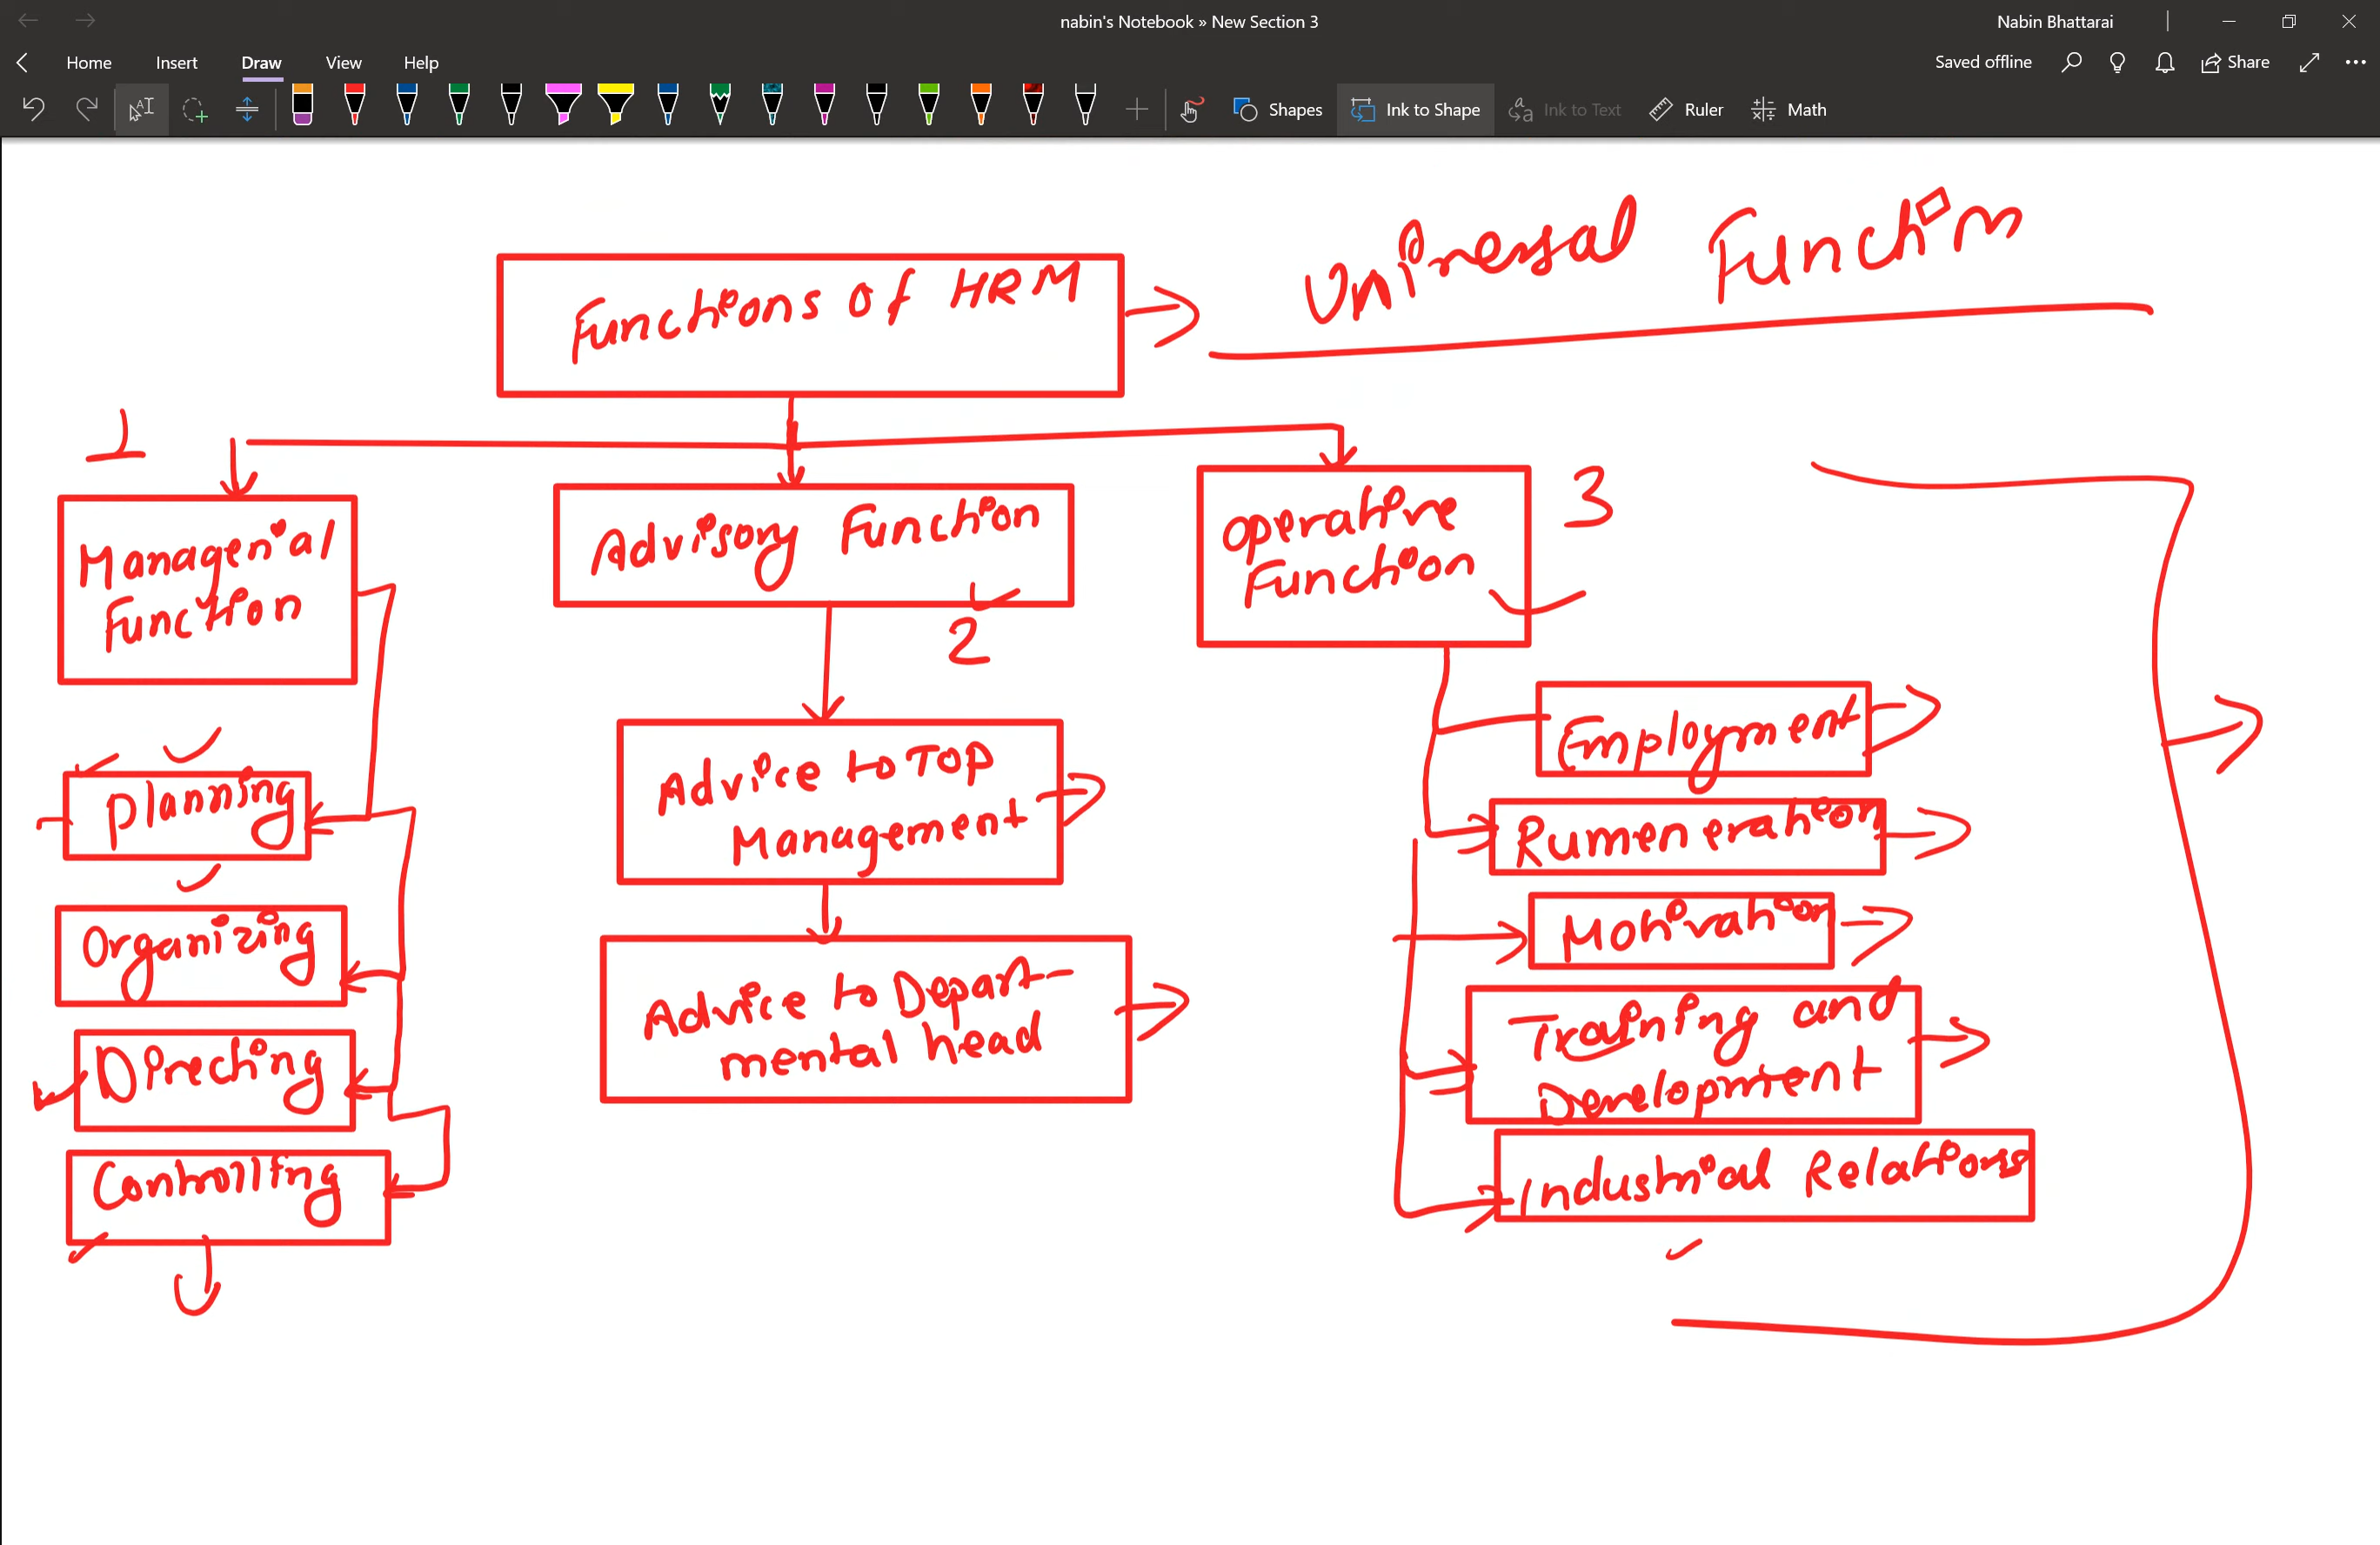 nabin's Notebook » New Section 3
Nabin Bhattarai
Home Insert Draw View Help
Saved offline
Share
Shapes Ink to Shape Ink to Text Ruler Math
Functions of HRM
Universal Function
1
Managerial
Function
Advisory Function
2
Operative
Function
3
Planning
Organizing
Directing
Controlling
Advice to Top
Management
Advice to Depart-
mental head
Employment
Rumeneration
Motivation
Training and
Development
Industrial Relations